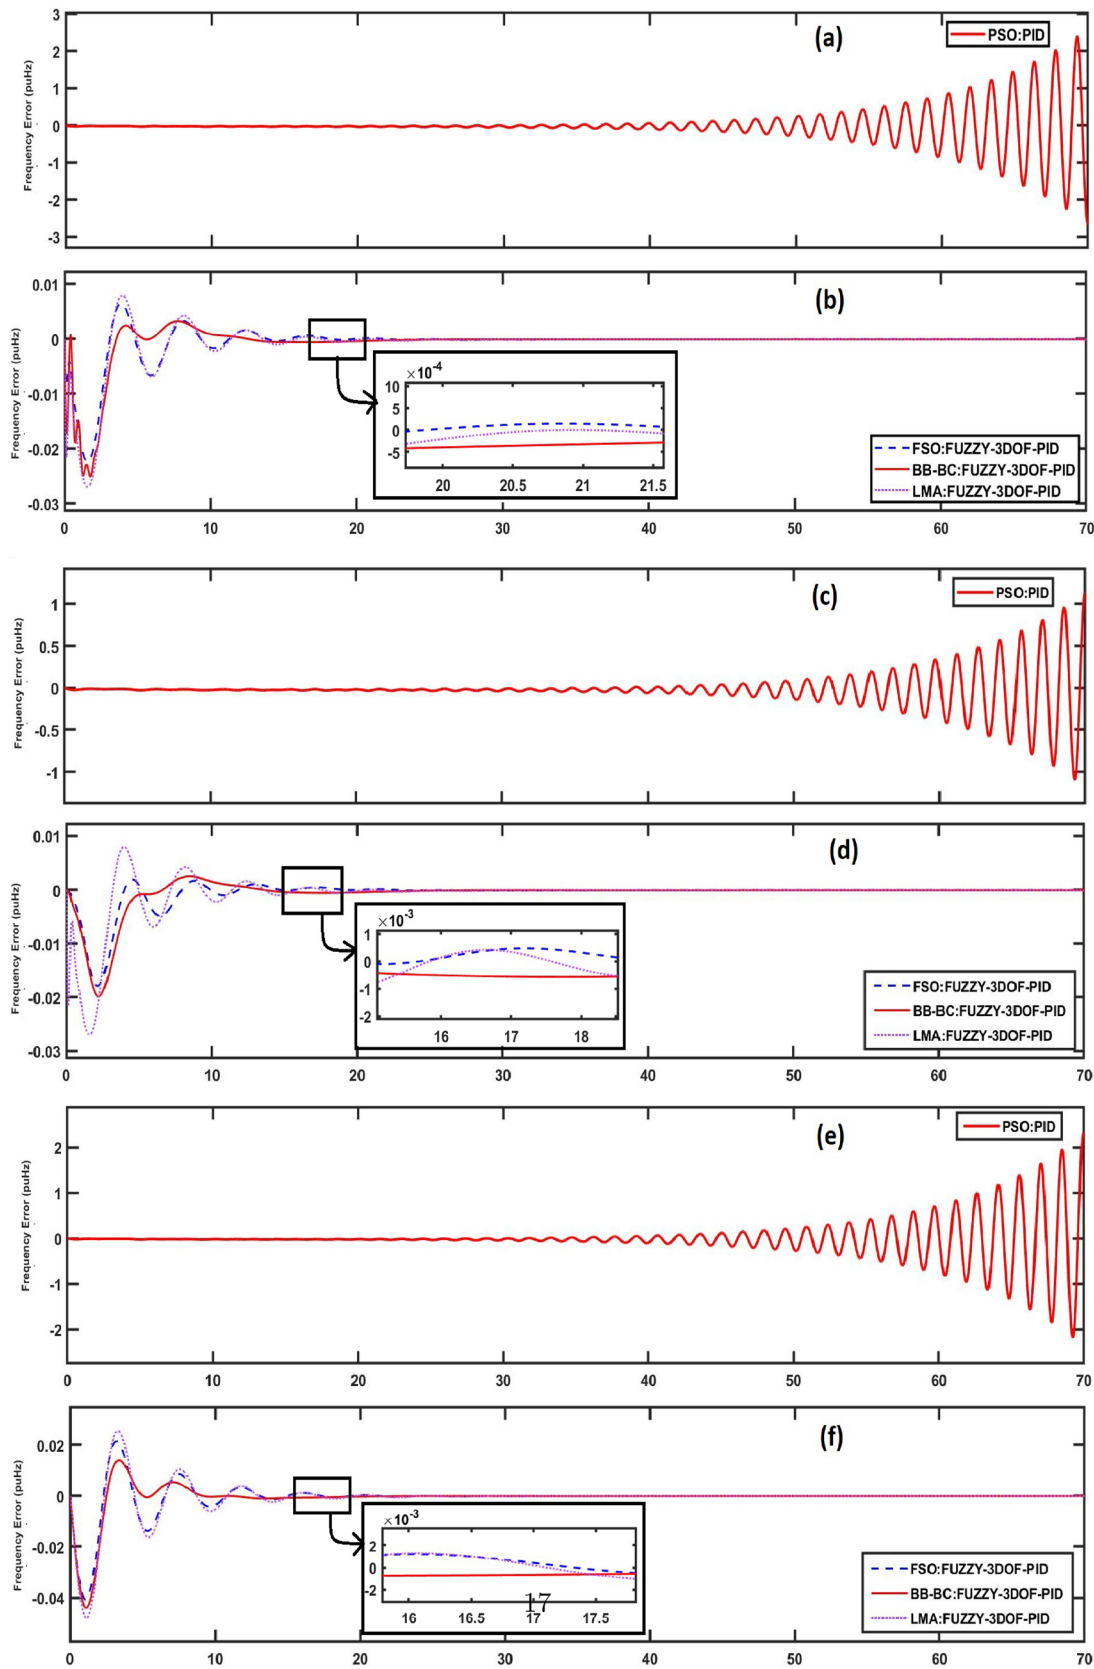 3
2
1
0
-1
-2
-3
Frequency Error (puHz)
(a)
PSO:PID
0
10
20
30
40
50
60
70
0.01
0
-0.01
-0.02
-0.03
Frequency Error (puHz)
(b)
×10⁻⁴
10
5
0
-5
20 20.5 21 21.5
FSO:FUZZY-3DOF-PID
BB-BC:FUZZY-3DOF-PID
LMA:FUZZY-3DOF-PID
0 10 20 30 40 50 60 70
1
0.5
0
-0.5
-1
Frequency Error (puHz)
(c)
PSO:PID
0.01
0
-0.01
-0.02
-0.03
Frequency Error (puHz)
(d)
×10⁻³
1
0
-1
-2
16 17 18
FSO:FUZZY-3DOF-PID
BB-BC:FUZZY-3DOF-PID
LMA:FUZZY-3DOF-PID
0 10 20 30 40 50 60 70
2
1
0
-1
-2
Frequency Error (puHz)
(e)
PSO:PID
0 10 20 30 40 50 60 70
0.02
0
-0.02
-0.04
Frequency Error (puHz)
(f)
×10⁻³
2
0
-2
16 16.5 17 17.5
17
FSO:FUZZY-3DOF-PID
BB-BC:FUZZY-3DOF-PID
LMA:FUZZY-3DOF-PID
0 10 20 30 40 50 60 70